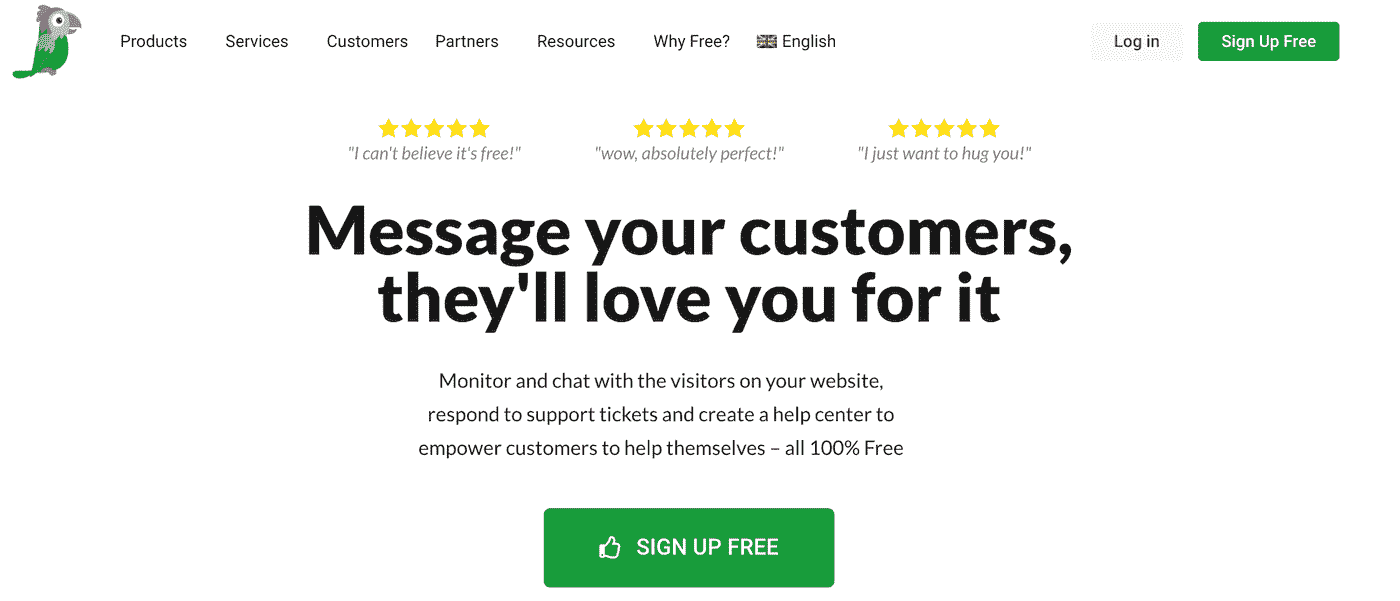 Products Services Customers Partners Resources Why Free? English Log in Sign Up Free
"I can't believe it's free!" "wow, absolutely perfect!" "I just want to hug you!"
Message your customers,
they'll love you for it
Monitor and chat with the visitors on your website,
respond to support tickets and create a help center to
empower customers to help themselves – all 100% Free
SIGN UP FREE